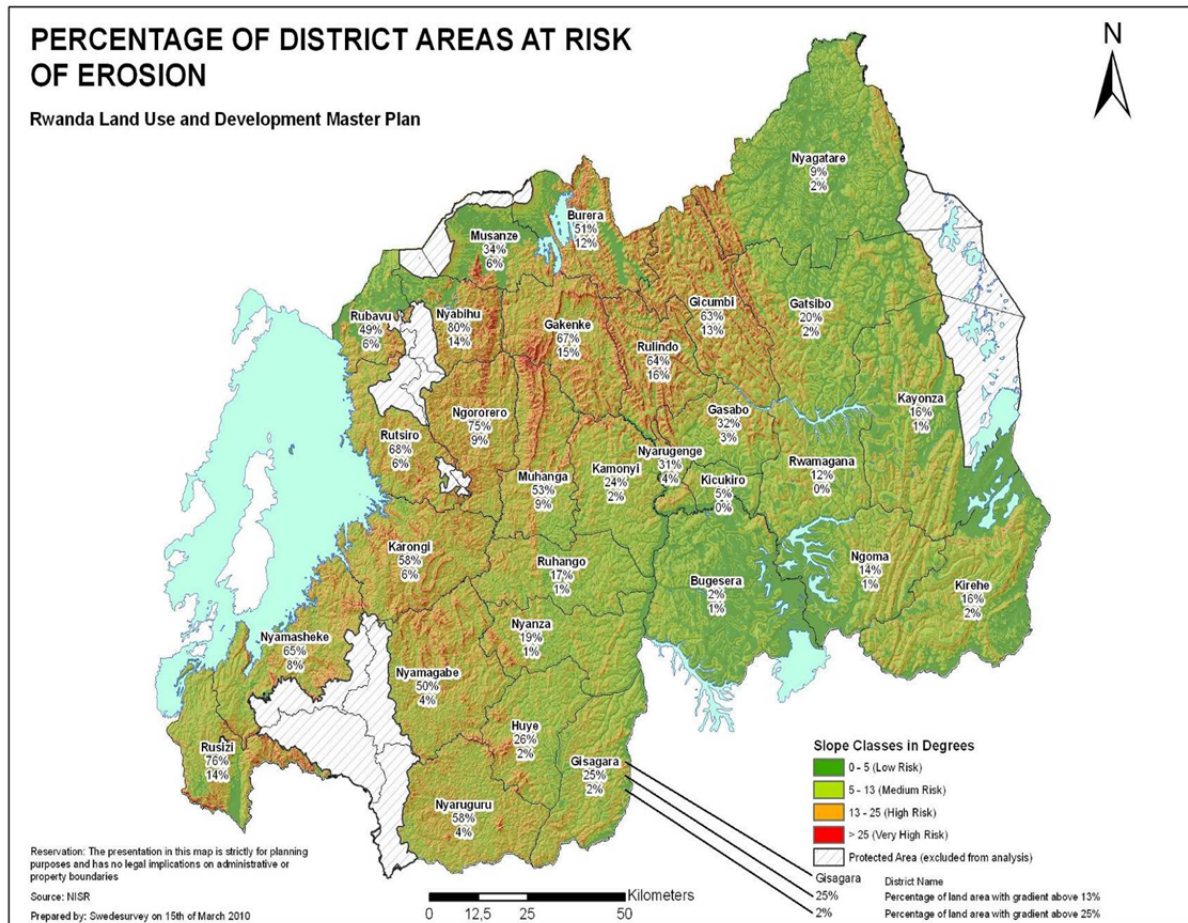 PERCENTAGE OF DISTRICT AREAS AT RISK
OF EROSION
Rwanda Land Use and Development Master Plan
N
Nyagatare
9%
2%
Burera
51%
12%
Musanze
34%
6%
Rubavu
49%
6%
Nyabihu
80%
14%
Gakenke
67%
15%
Gicumbi
63%
13%
Gatsibo
20%
2%
Rulindo
64%
16%
Kayonza
16%
1%
Gasabo
32%
3%
Ngororero
75%
9%
Rutsiro
68%
6%
Nyarugenge
31%
4%
Rwamagana
12%
0%
Muhanga
53%
9%
Kamonyi
24%
2%
Kicukiro
5%
0%
Karongi
58%
6%
Ruhango
17%
1%
Bugesera
2%
1%
Ngoma
14%
1%
Kirehe
16%
2%
Nyanza
19%
1%
Nyamasheke
65%
8%
Nyamagabe
50%
4%
Huye
26%
2%
Rusizi
76%
14%
Gisagara
25%
2%
Nyaruguru
58%
4%
Slope Classes in Degrees
0 - 5 (Low Risk)
5 - 13 (Medium Risk)
13 - 25 (High Risk)
> 25 (Very High Risk)
Protected Area (excluded from analysis)
Gisagara District Name
25% Percentage of land area with gradient above 13%
2% Percentage of land area with gradient above 25%
Reservation: The presentation in this map is strictly for planning
purposes and has no legal implications on administrative or
property boundaries
Source: NISR
Prepared by: Swedesurvey on 15th of March 2010
Kilometers
0 12,5 25 50